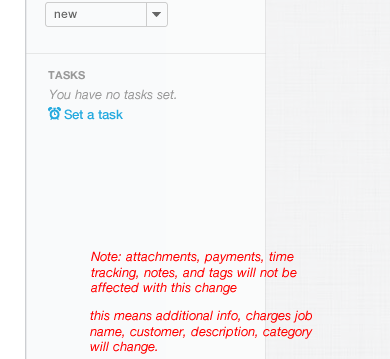 new
TASKS
You have no tasks set.
Set a task
Note: attachments, payments, time
tracking, notes, and tags will not be
affected with this change
this means additional info, charges job
name, customer, description, category
will change.